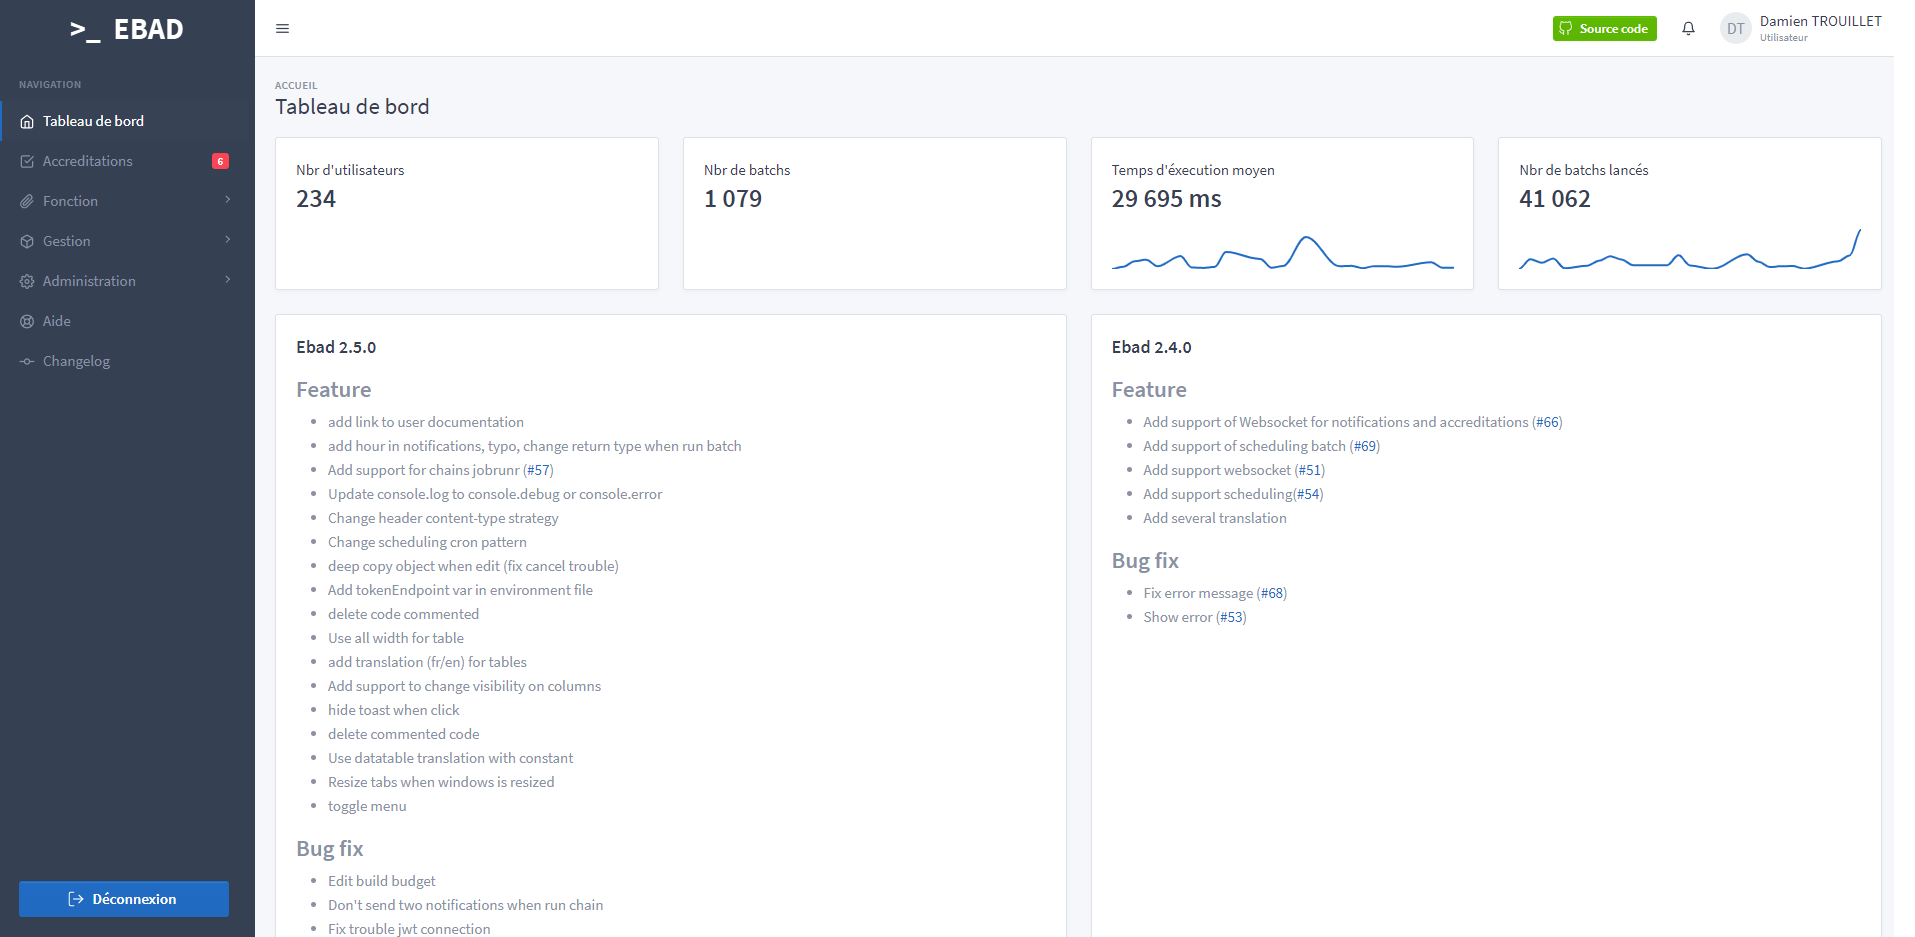 >_ EBAD
Source code
DT
Damien TROUILLET
Utilisateur
NAVIGATION
Tableau de bord
Accreditations 6
Fonction
Gestion
Administration
Aide
Changelog
Déconnexion
ACCUEIL
Tableau de bord
Nbr d'utilisateurs
234
Nbr de batchs
1 079
Temps d'éxecution moyen
29 695 ms
Nbr de batchs lancés
41 062
Ebad 2.5.0
Feature
add link to user documentation
add hour in notifications, typo, change return type when run batch
Add support for chains jobrunr (#57)
Update console.log to console.debug or console.error
Change header content-type strategy
Change scheduling cron pattern
deep copy object when edit (fix cancel trouble)
Add tokenEndpoint var in environment file
delete code commented
Use all width for table
add translation (fr/en) for tables
Add support to change visibility on columns
hide toast when click
delete commented code
Use datatable translation with constant
Resize tabs when windows is resized
toggle menu
Bug fix
Edit build budget
Don't send two notifications when run chain
Fix trouble jwt connection
Ebad 2.4.0
Feature
Add support of Websocket for notifications and accreditations (#66)
Add support of scheduling batch (#69)
Add support websocket (#51)
Add support scheduling(#54)
Add several translation
Bug fix
Fix error message (#68)
Show error (#53)